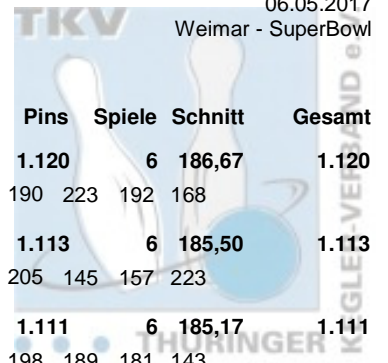 06.05.2017
TKV
Weimar - SuperBowl
Pins Spiele Schnitt Gesamt
1.120 6 186,67 1.120
190 223 192 168
1.113 6 185,50 1.113
205 145 157 223
1.111 6 185,17 1.111
198 189 181 143
THÜRINGER
KEGLER-VERBAND e.V.